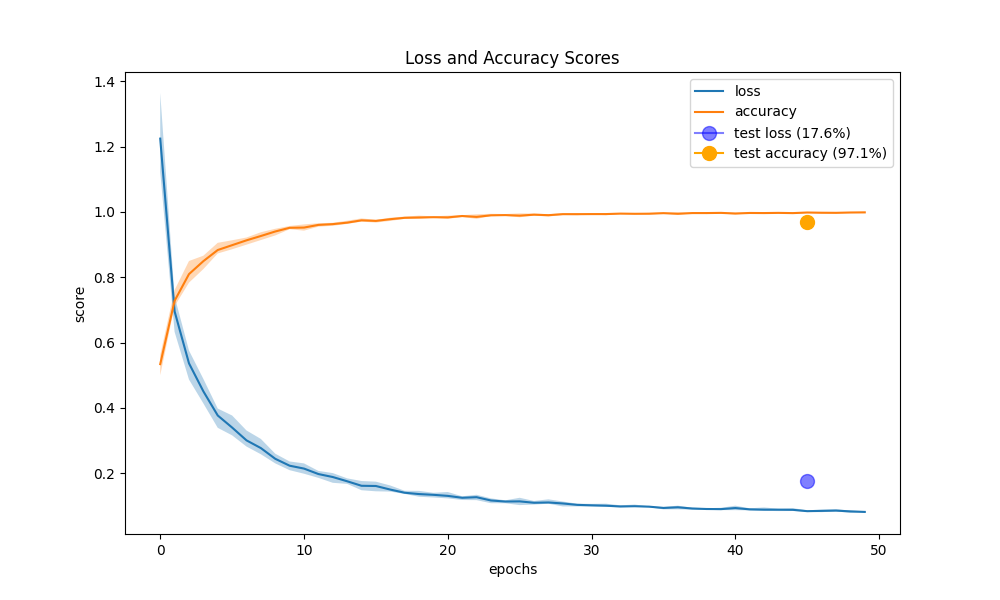 Loss and Accuracy Scores
1.4
1.2
1.0
0.8
0.6
0.4
0.2
score
loss
accuracy
test loss (17.6%)
test accuracy (97.1%)
0 10 20 30 40 50
epochs